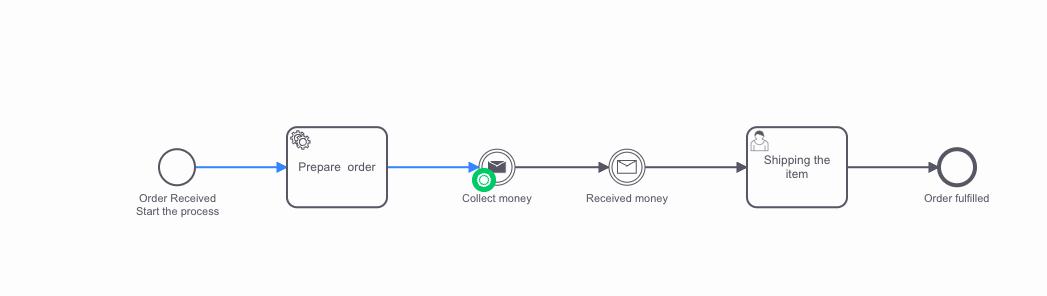 Order Received
Start the process
Prepare  order
Collect money
Received money
Shipping the
item
Order fulfilled